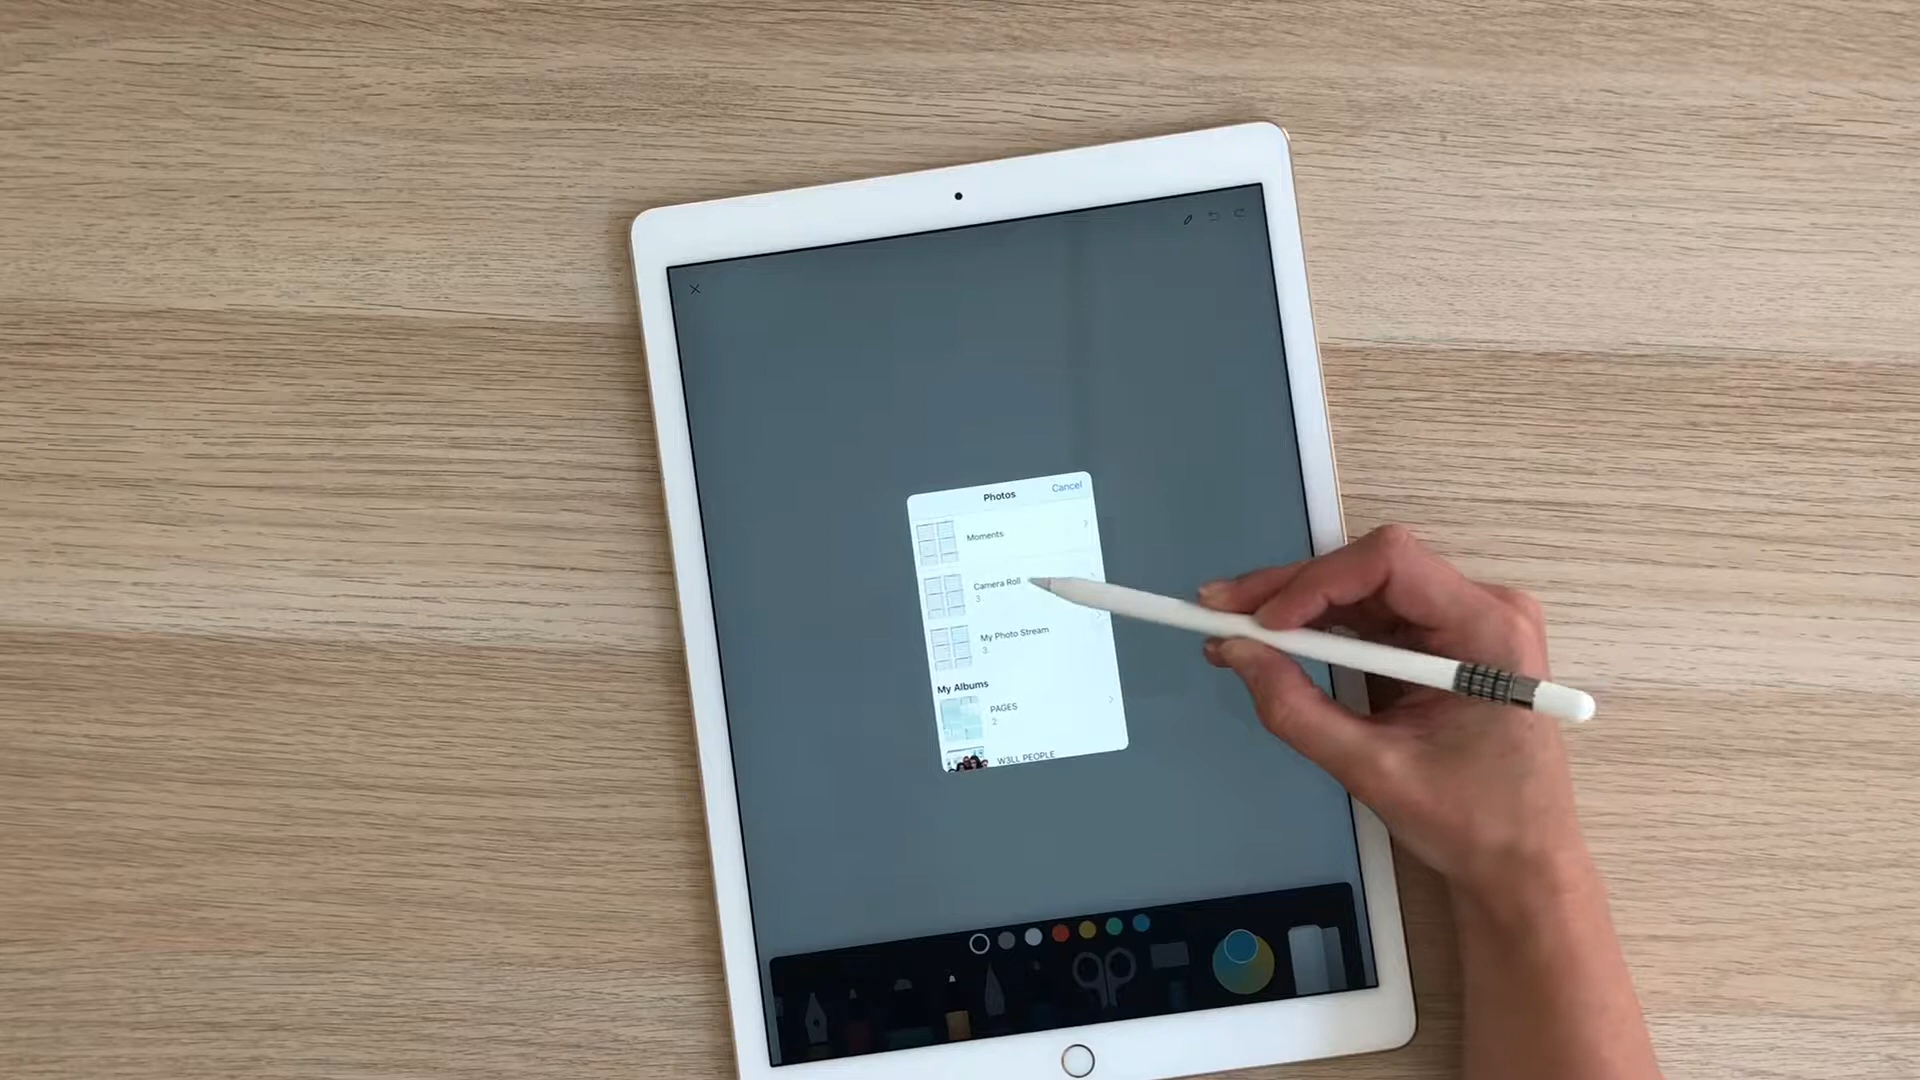 Photos
Cancel
Moments
Camera Roll
3
My Photo Stream
3
My Albums
PAGES
2
W3LL PEOPLE